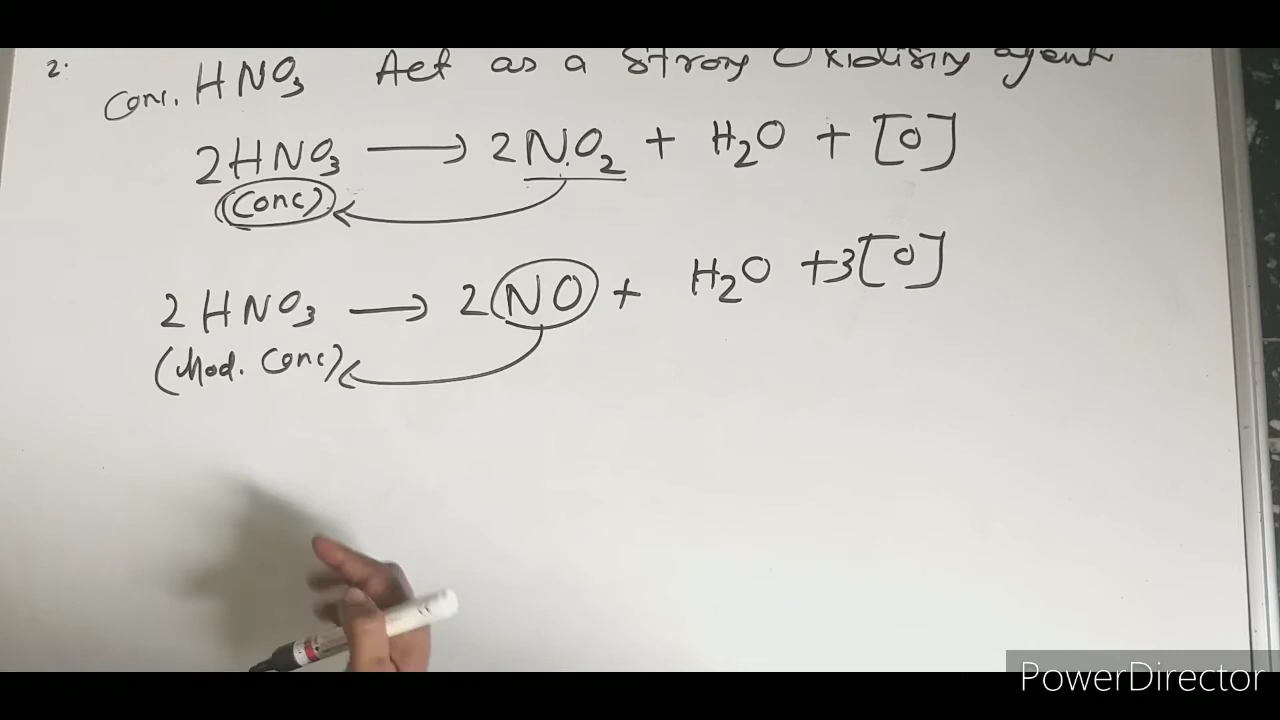 2. Conc. HNO₃ Act as a strong Oxidising agent
2HNO₃ → 2NO₂ + H₂O + [O]
(Conc)
2HNO₃ → 2NO + H₂O + 3[O]
(Mod. Conc)
PowerDirector